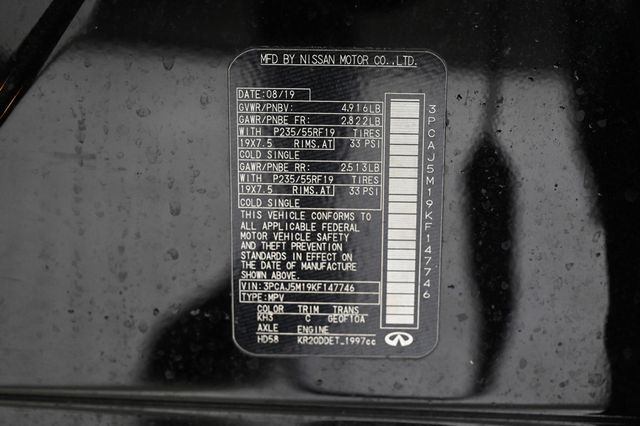 MFD BY NISSAN MOTOR CO.,LTD.
DATE: 08/19
GVWR/PNBV: 4,916LB
GAWR/PNBE FR: 2,822LB
WITH P235/55RF19 TIRES
19X7.5 RIMS,AT 33 PSI
COLD SINGLE
GAWR/PNBE RR: 2,513LB
WITH P235/55RF19 TIRES
19X7.5 RIMS,AT 33 PSI
COLD SINGLE
THIS VEHICLE CONFORMS TO
ALL APPLICABLE FEDERAL
MOTOR VEHICLE SAFETY
AND THEFT PREVENTION
STANDARDS IN EFFECT ON
THE DATE OF MANUFACTURE
SHOWN ABOVE.
VIN: 3PCAJ5M19KF147746
TYPE: MPV
COLOR TRIM TRANS
KH3 C GE0F10A
AXLE ENGINE
HD58 KR20DDET 1997cc
3PCAJ5M19KF147746